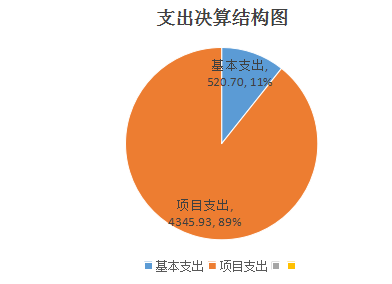 支出决算结构图
基本支出,
520.70, 11%
项目支出,
4345.93, 89%
基本支出 项目支出